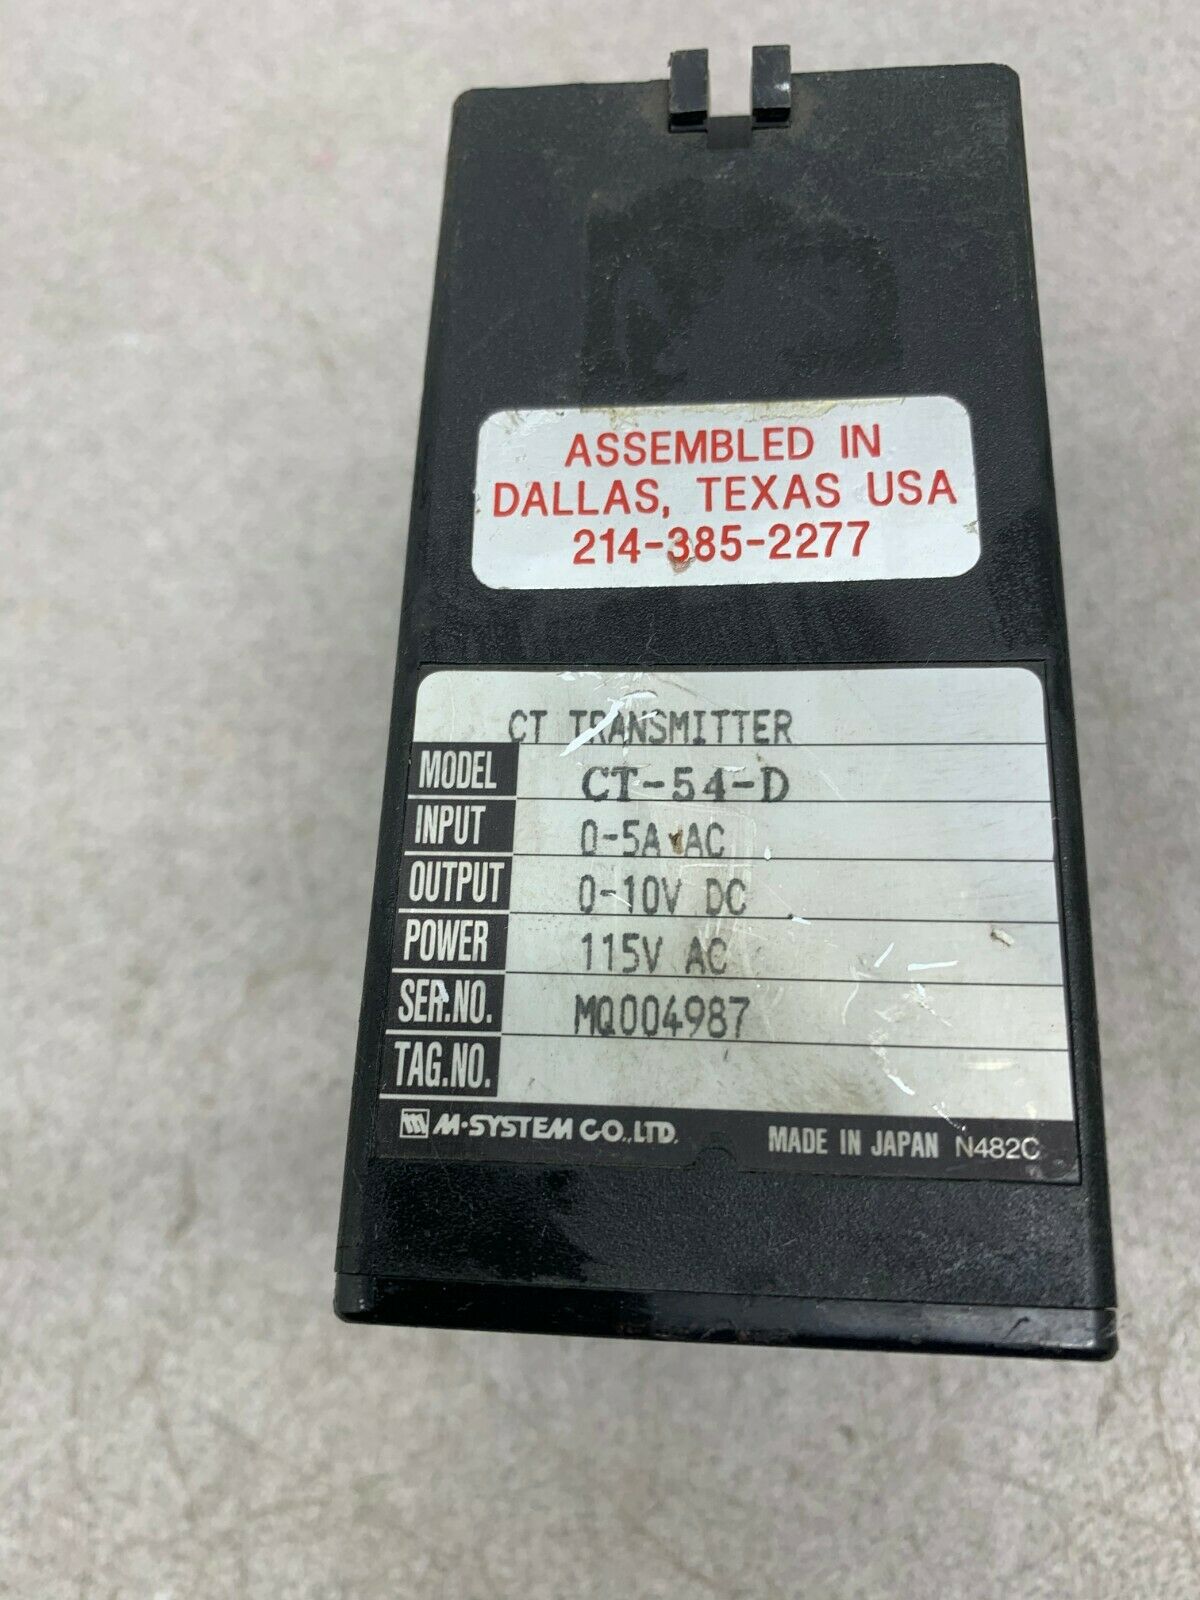 ASSEMBLED IN
DALLAS, TEXAS USA
214-385-2277
CT TRANSMITTER
MODEL CT-54-D
INPUT 0-5A AC
OUTPUT 0-10V DC
POWER 115V AC
SER.NO. MQ004987
TAG.NO.
M-SYSTEM CO.,LTD. MADE IN JAPAN N482C